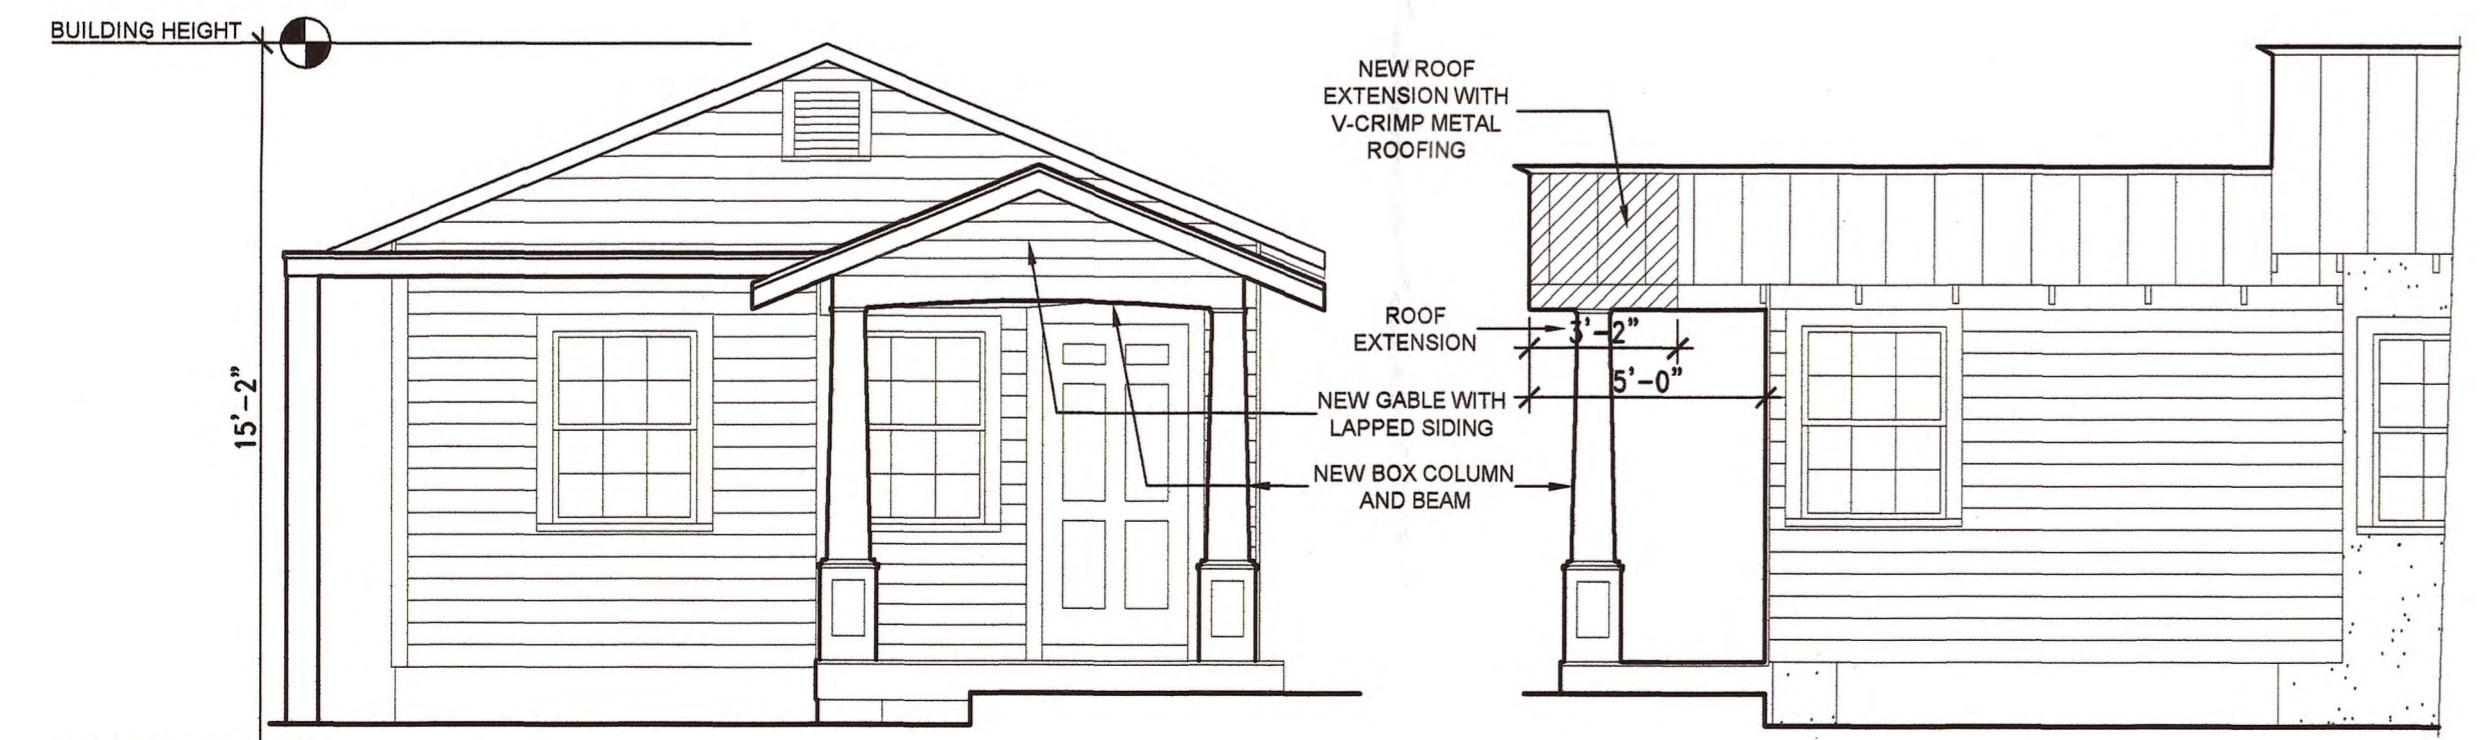 BUILDING HEIGHT
15'-2"
NEW ROOF
EXTENSION WITH
V-CRIMP METAL
ROOFING
ROOF
EXTENSION
3'-2"
5'-0"
NEW GABLE WITH
LAPPED SIDING
NEW BOX COLUMN
AND BEAM